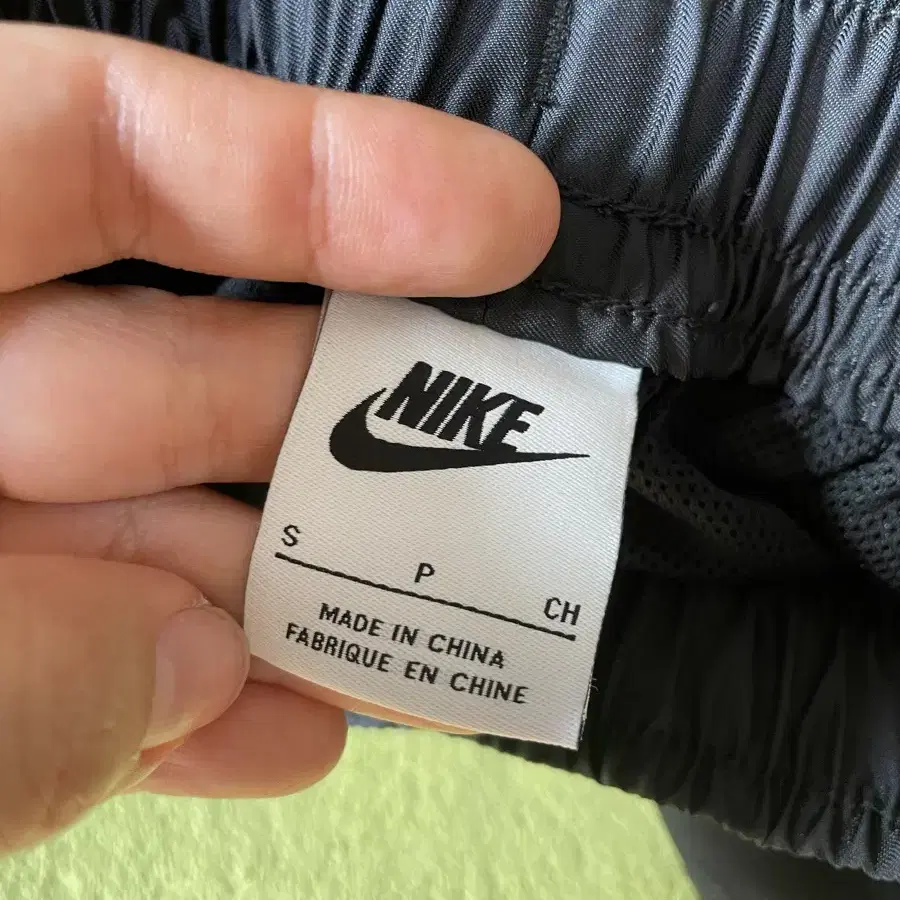 NIKE
S P CH
MADE IN CHINA
FABRIQUE EN CHINE